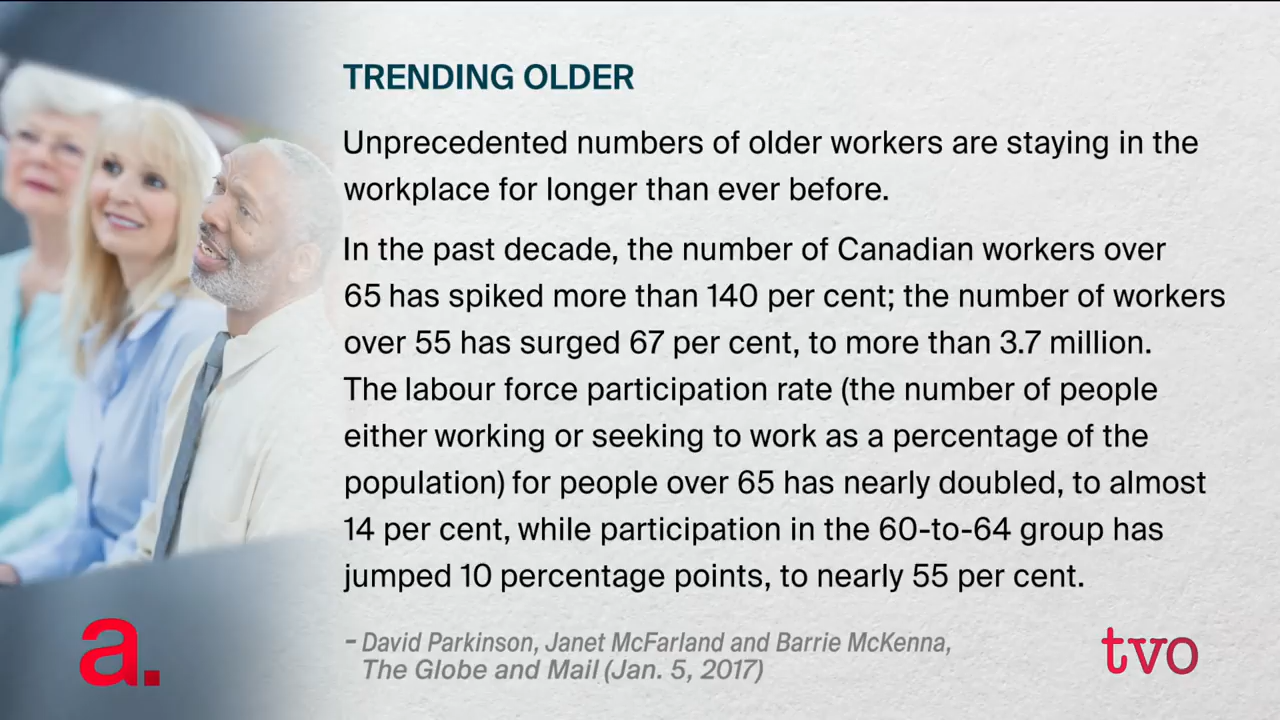 TRENDING OLDER
Unprecedented numbers of older workers are staying in the
workplace for longer than ever before.
In the past decade, the number of Canadian workers over
65 has spiked more than 140 per cent; the number of workers
over 55 has surged 67 per cent, to more than 3.7 million.
The labour force participation rate (the number of people
either working or seeking to work as a percentage of the
population) for people over 65 has nearly doubled, to almost
14 per cent, while participation in the 60-to-64 group has
jumped 10 percentage points, to nearly 55 per cent.
– David Parkinson, Janet McFarland and Barrie McKenna,
The Globe and Mail (Jan. 5, 2017)
a.
tvo